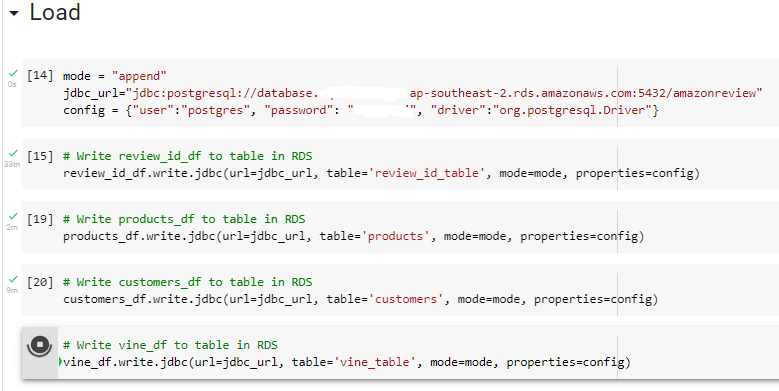 Load
[14] mode = "append"
0s
jdbc_url="jdbc:postgresql://database. ap-southeast-2.rds.amazonaws.com:5432/amazonreview"
config = {"user":"postgres", "password": " ", "driver":"org.postgresql.Driver"}
[15] # Write review_id_df to table in RDS
33m
review_id_df.write.jdbc(url=jdbc_url, table='review_id_table', mode=mode, properties=config)
[19] # Write products_df to table in RDS
2m
products_df.write.jdbc(url=jdbc_url, table='products', mode=mode, properties=config)
[20] # Write customers_df to table in RDS
9m
customers_df.write.jdbc(url=jdbc_url, table='customers', mode=mode, properties=config)
# Write vine_df to table in RDS
vine_df.write.jdbc(url=jdbc_url, table='vine_table', mode=mode, properties=config)